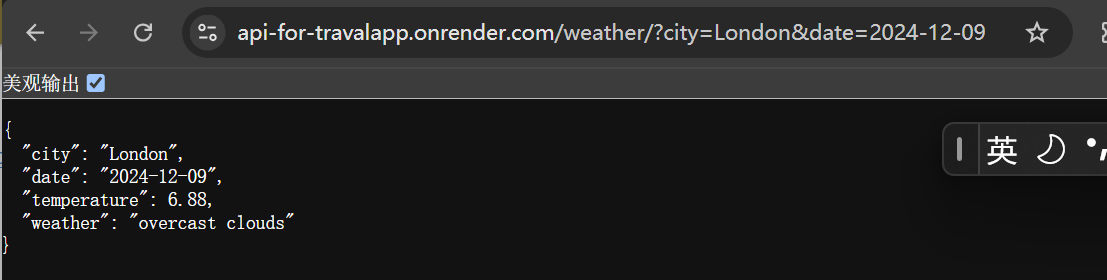 api-for-travalapp.onrender.com/weather/?city=London&date=2024-12-09
美观输出
{
"city": "London",
"date": "2024-12-09",
"temperature": 6.88,
"weather": "overcast clouds"
}
英